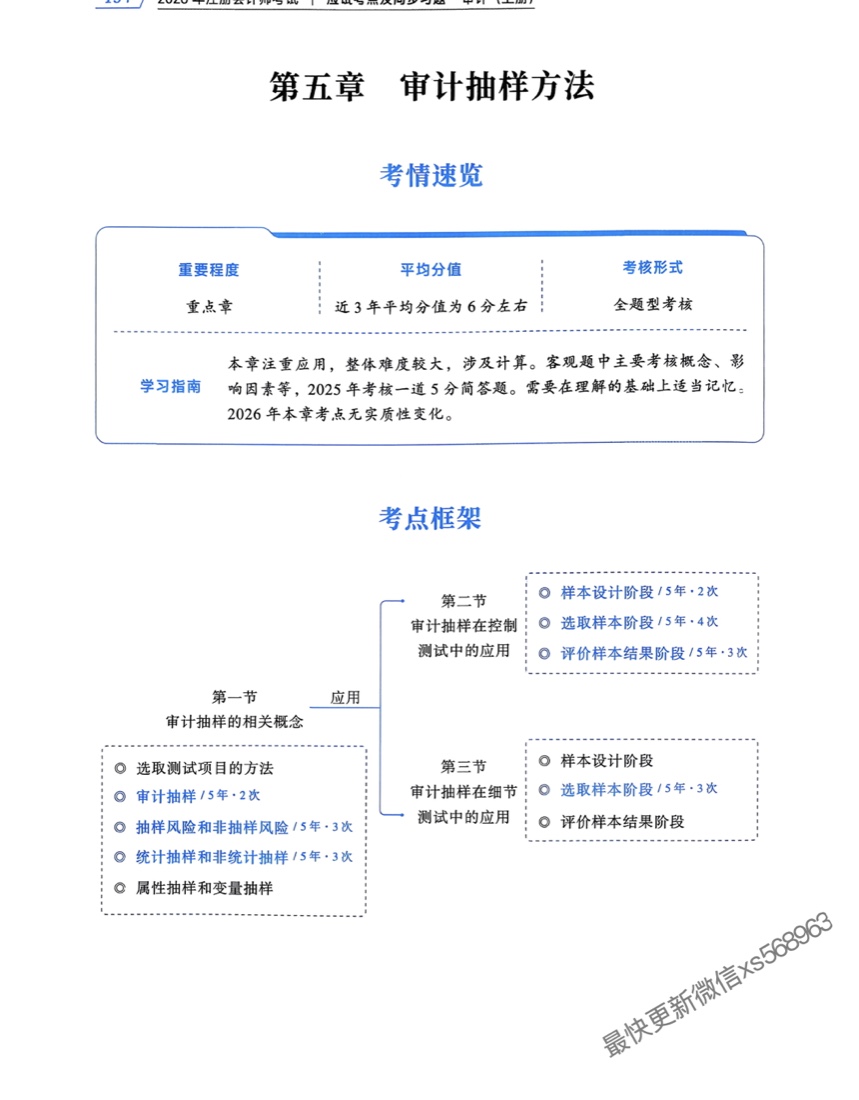 第五章 审计抽样方法
考情速览
重要程度 平均分值 考核形式
重点章 近3年平均分值为6分左右 全题型考核
学习指南
本章注重应用，整体难度较大，涉及计算。客观题中主要考核概念、影
响因素等，2025年考核一道5分简答题。需要在理解的基础上适当记忆。
2026年本章考点无实质性变化。
考点框架
第一节
审计抽样的相关概念
◎ 选取测试项目的方法
◎ 审计抽样/5年·2次
◎ 抽样风险和非抽样风险/5年·3次
◎ 统计抽样和非统计抽样/5年·3次
◎ 属性抽样和变量抽样
应用
第二节
审计抽样在控制
测试中的应用
◎ 样本设计阶段/5年·2次
◎ 选取样本阶段/5年·4次
◎ 评价样本结果阶段/5年·3次
第三节
审计抽样在细节
测试中的应用
◎ 样本设计阶段
◎ 选取样本阶段/5年·3次
◎ 评价样本结果阶段
最快更新微信xs568963